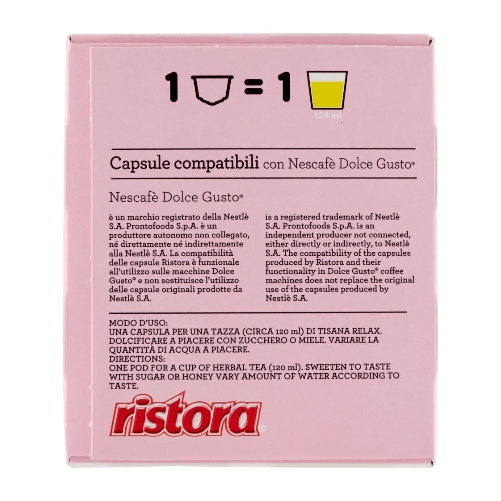 1 = 1
120 ml
Capsule compatibili con Nescafè Dolce Gusto®
Nescafè Dolce Gusto®
è un marchio registrato della Nestlè
S.A. Prontofoods S.p.A. è un
produttore autonomo non collegato,
né direttamente né indirettamente
alla Nestlè S.A. La compatibilità
delle capsule Ristora è funzionale
all'utilizzo sulle macchine Dolce
Gusto® e non sostituisce l'utilizzo
delle capsule originali prodotte da
Nestlè S.A.
is a registered trademark of Nestlè
S.A. Prontofoods S.p.A. is an
independent producer not connected,
either directly or indirectly, to Nestlè
S.A. The compatibility of the capsules
produced by Ristora and their
functionality in Dolce Gusto® coffee
machines does not replace the original
use of the capsules produced by
Nestlè S.A.
MODO D'USO:
UNA CAPSULA PER UNA TAZZA (CIRCA 120 ml) DI TISANA RELAX.
DOLCIFICARE A PIACERE CON ZUCCHERO O MIELE. VARIARE LA
QUANTITÀ DI ACQUA A PIACERE.
DIRECTIONS:
ONE POD FOR A CUP OF HERBAL TEA (120 ml). SWEETEN TO TASTE
WITH SUGAR OR HONEY VARY AMOUNT OF WATER ACCORDING TO
TASTE.
ristora